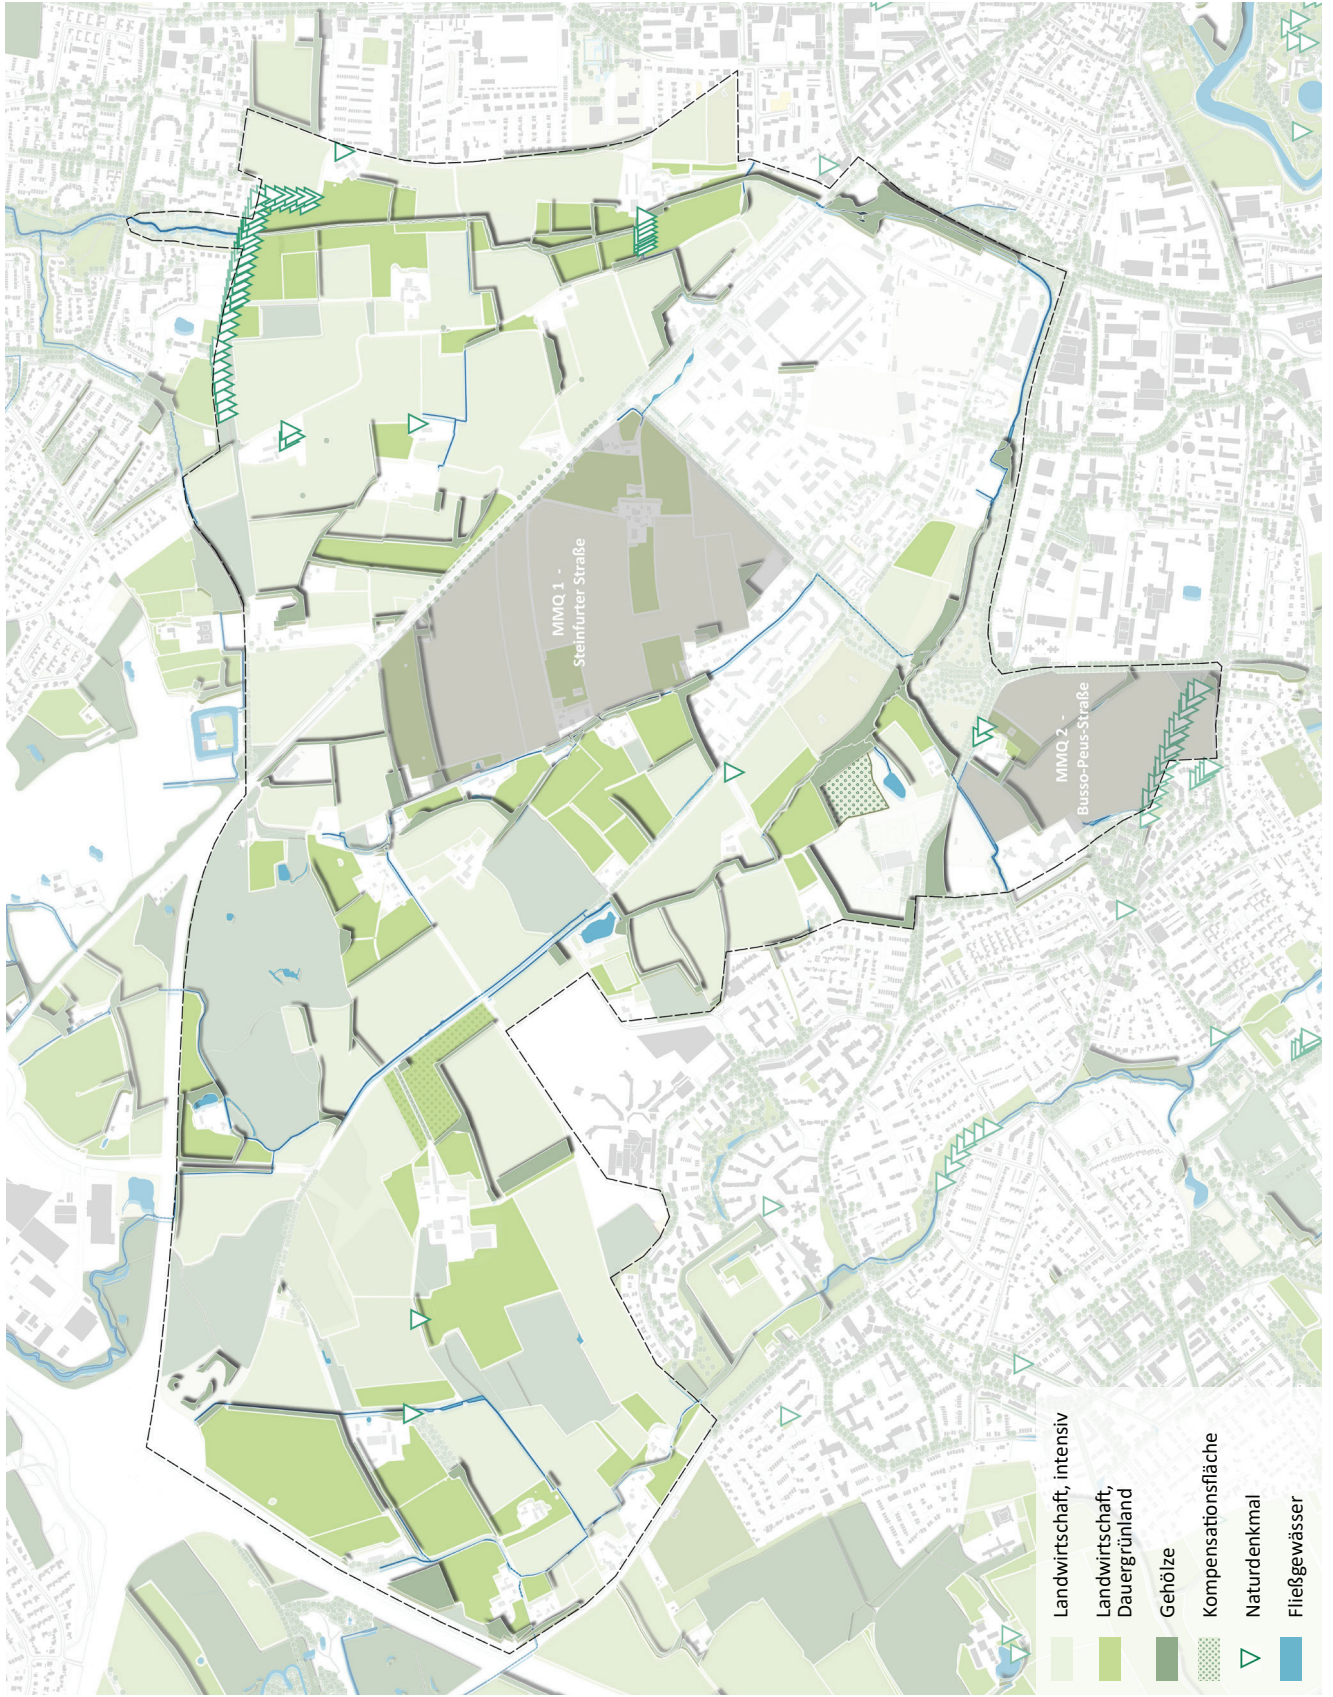 MMQ 1 -
Steinfurter Straße
MMQ 2 -
Busso-Peus-Straße
Landwirtschaft, intensiv
Landwirtschaft,
Dauergrünland
Gehölze
Kompensationsfläche
Naturdenkmal
Fließgewässer